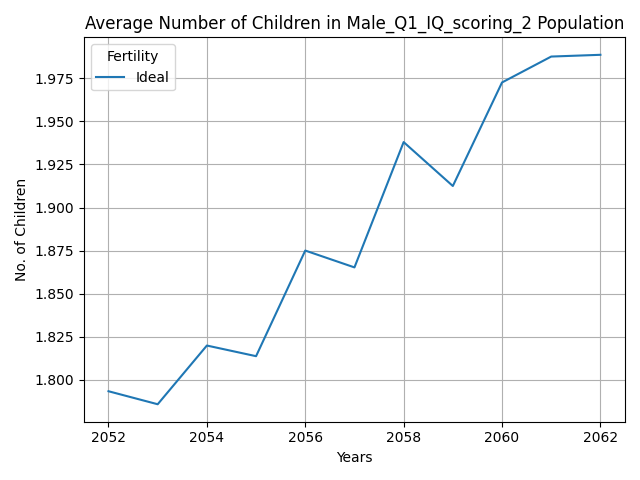 Average Number of Children in Male_Q1_IQ_scoring_2 Population
Fertility
Ideal
No. of Children
1.975
1.950
1.925
1.900
1.875
1.850
1.825
1.800
2052 2054 2056 2058 2060 2062
Years